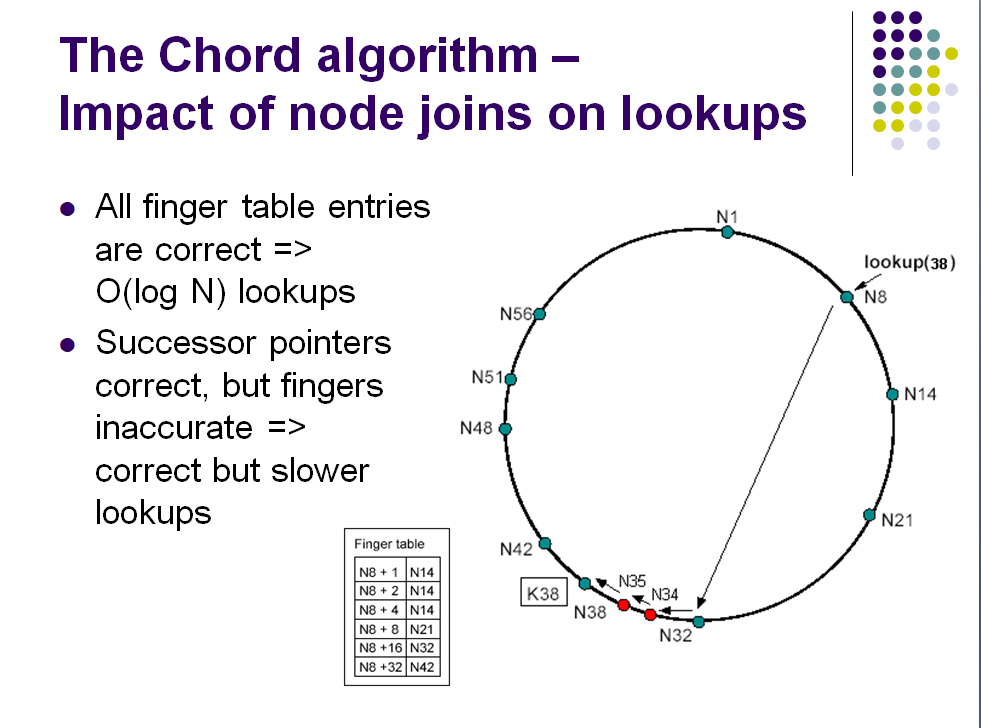 The Chord algorithm –
Impact of node joins on lookups
All finger table entries
are correct =>
O(log N) lookups
Successor pointers
correct, but fingers
inaccurate =>
correct but slower
lookups
N1
lookup(38)
N8
N56
N51
N14
N48
N21
N42
K38
N38
N35
N34
N32
Finger table
N8 + 1 N14
N8 + 2 N14
N8 + 4 N14
N8 + 8 N21
N8 +16 N32
N8 +32 N42